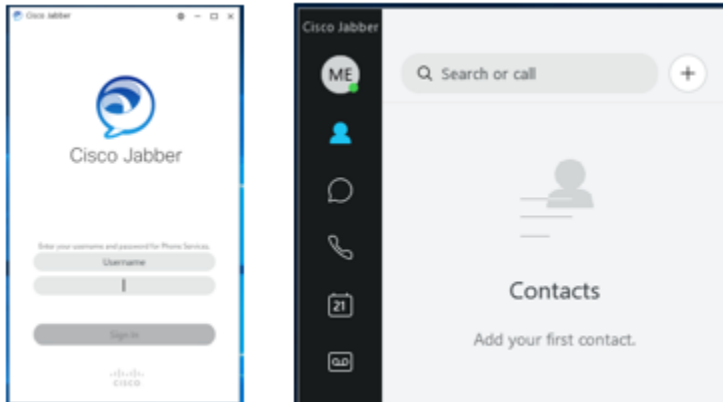 Cisco Jabber
Cisco Jabber
Enter your username and password for Phone Services.
Username
Sign In
cisco
Cisco Jabber
ME
Search or call
21
Contacts
Add your first contact.